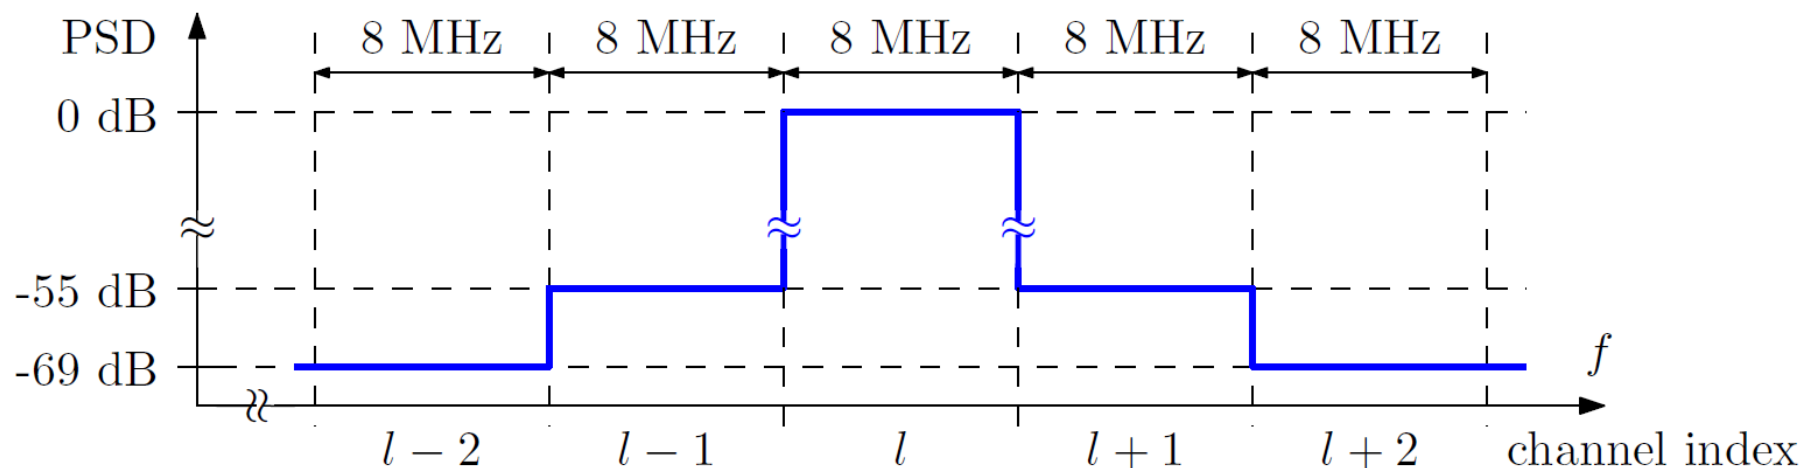 PSD 8 MHz 8 MHz 8 MHz 8 MHz 8 MHz
0 dB
-55 dB
-69 dB
f
l − 2 l − 1 l l + 1 l + 2 channel index